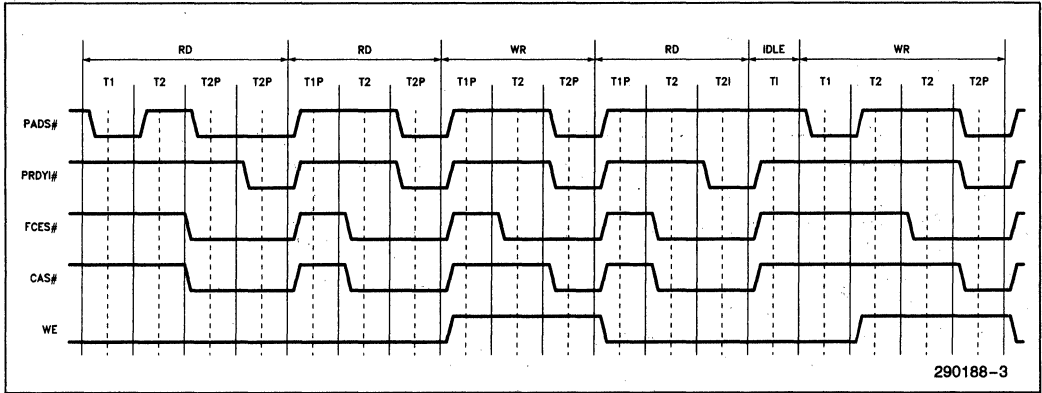 RD RD WR RD IDLE WR
T1 T2 T2P T2P T1P T2 T2P T1P T2 T2P T1P T2 T2I TI T1 T2 T2 T2P
PADS#
PRDYI#
FCES#
CAS#
WE
290188-3